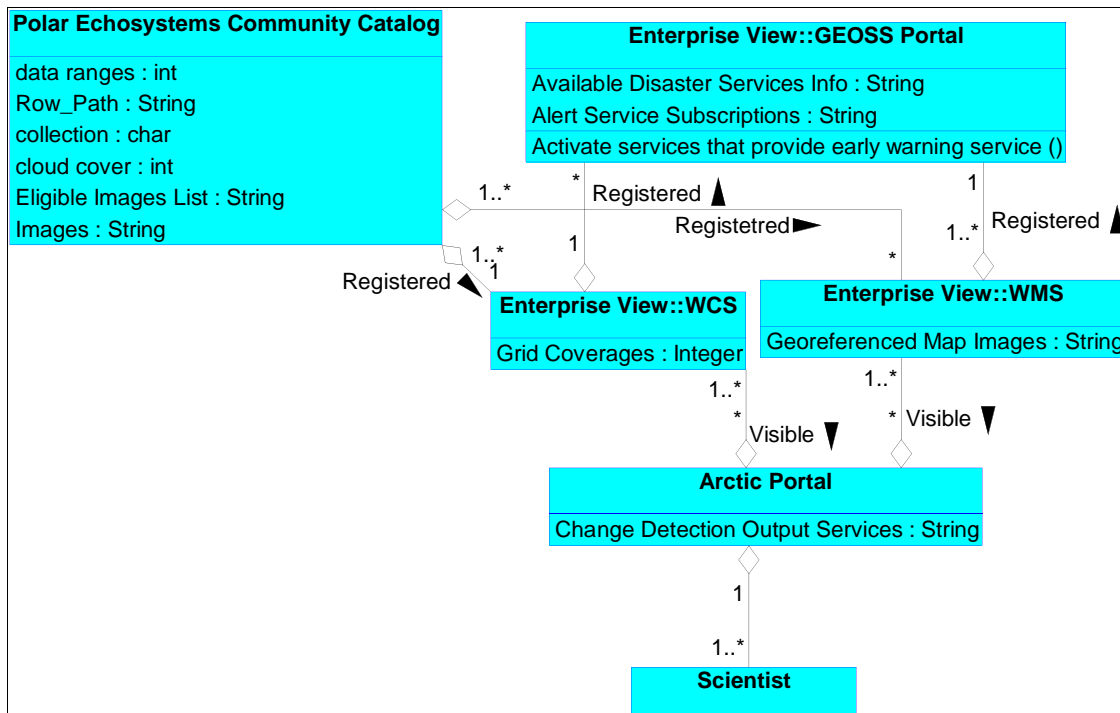 Polar Echosystems Community Catalog
data ranges : int
Row_Path : String
collection : char
cloud cover : int
Eligible Images List : String
Images : String
Enterprise View::GEOSS Portal
Available Disaster Services Info : String
Alert Service Subscriptions : String
Activate services that provide early warning service ()
1..*
*
Registered
1
Registered
Registetred
1..*
1
*
1..*
1
Registered
Enterprise View::WCS
Grid Coverages : Integer
Enterprise View::WMS
Georeferenced Map Images : String
1..*
*
Visible
1..*
*
Visible
Arctic Portal
Change Detection Output Services : String
1
1..*
Scientist